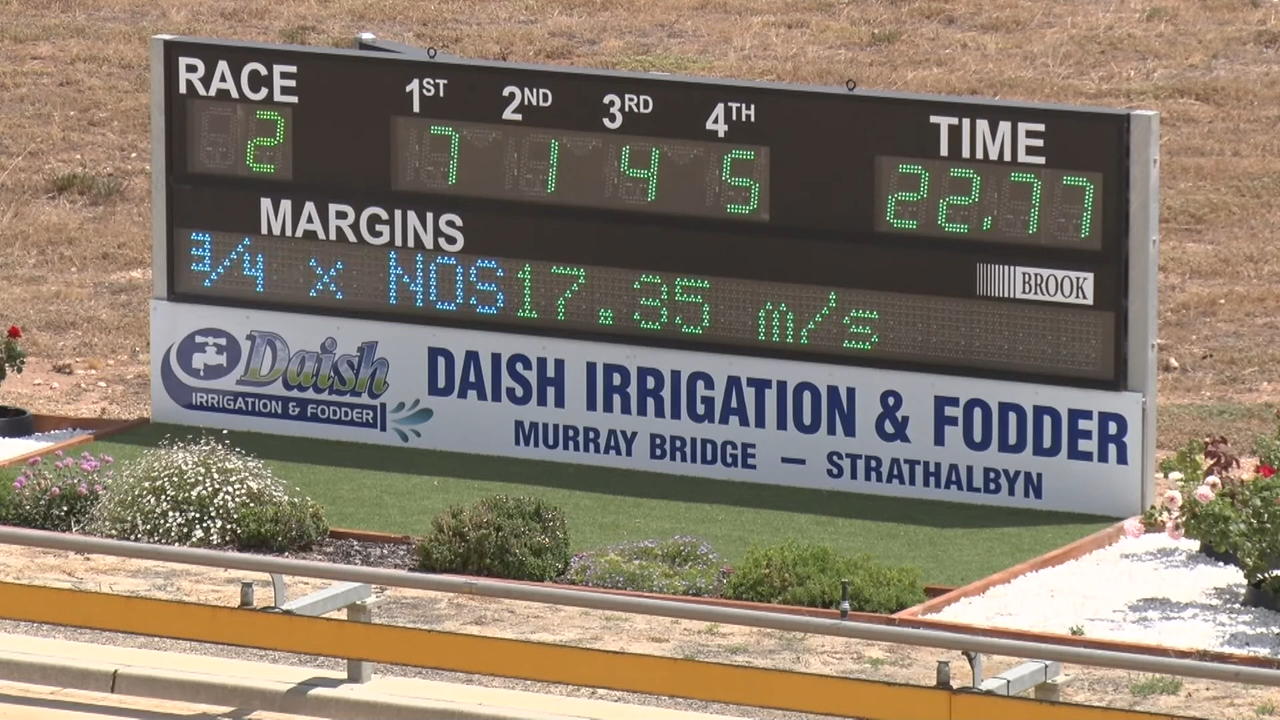 RACE 1ST 2ND 3RD 4TH TIME
2 7 1 4 5 22.77
MARGINS
3/4 x NOS 17.35 m/s
BROOK
Daish
IRRIGATION & FODDER
DAISH IRRIGATION & FODDER
MURRAY BRIDGE – STRATHALBYN